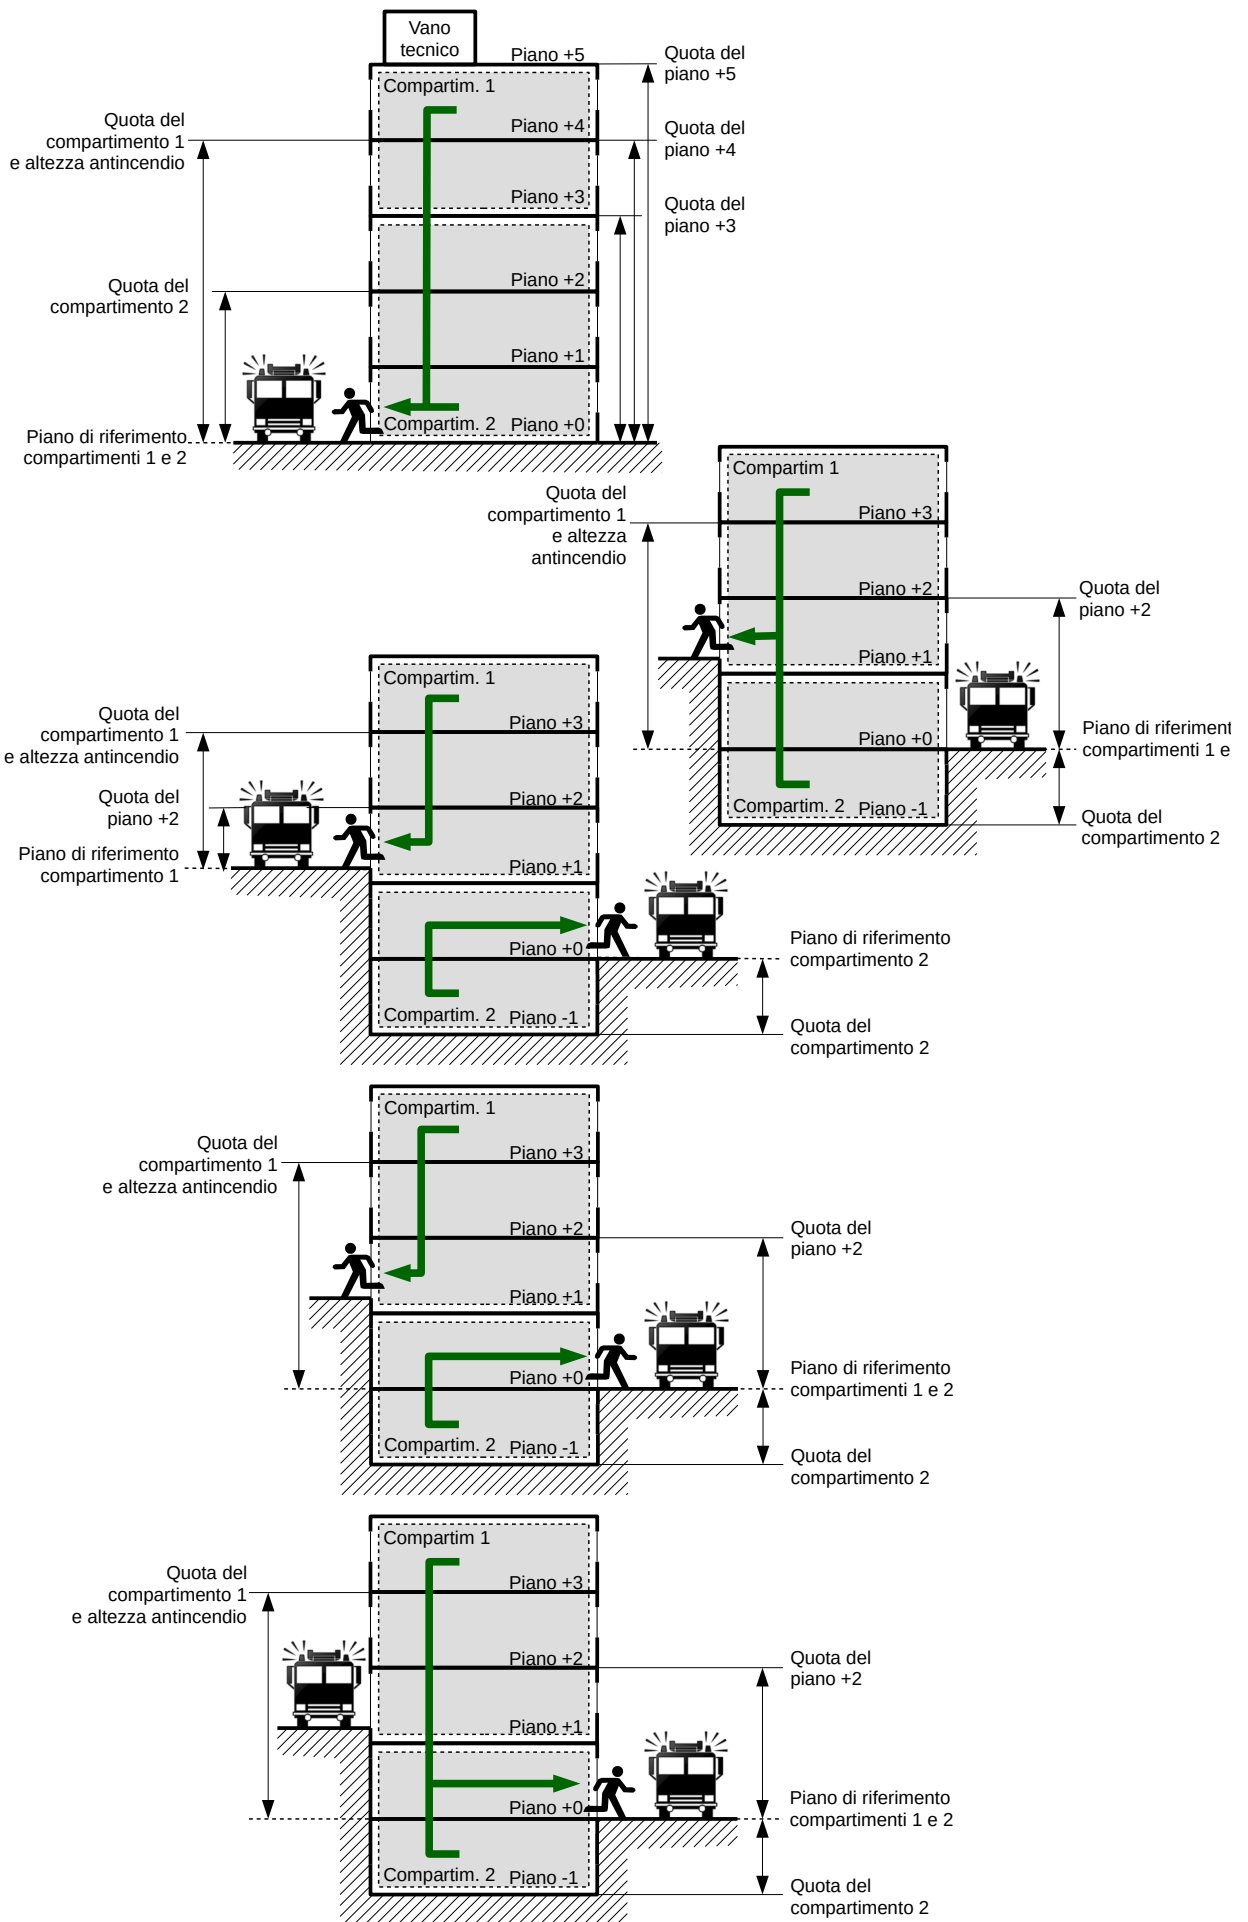 Vano
tecnico
Piano +5
Quota del
piano +5
Compartim. 1
Quota del
compartimento 1
e altezza antincendio
Piano +4
Quota del
piano +4
Piano +3
Quota del
piano +3
Quota del
compartimento 2
Piano +2
Piano +1
Compartim. 2
Piano +0
Piano di riferimento
compartimenti 1 e 2
Compartim 1
Quota del
compartimento 1
e altezza
antincendio
Piano +3
Piano +2
Quota del
piano +2
Piano +1
Piano +0
Piano di riferiment
compartimenti 1 e
Compartim. 2
Piano -1
Quota del
compartimento 2
Compartim. 1
Quota del
compartimento 1
e altezza antincendio
Piano +3
Quota del
piano +2
Piano +2
Piano di riferimento
compartimento 1
Piano +1
Piano +0
Piano di riferimento
compartimento 2
Compartim. 2
Piano -1
Quota del
compartimento 2
Compartim. 1
Quota del
compartimento 1
e altezza antincendio
Piano +3
Piano +2
Quota del
piano +2
Piano +1
Piano +0
Piano di riferimento
compartimenti 1 e 2
Compartim. 2
Piano -1
Quota del
compartimento 2
Compartim 1
Quota del
compartimento 1
e altezza antincendio
Piano +3
Piano +2
Quota del
piano +2
Piano +1
Piano +0
Piano di riferimento
compartimenti 1 e 2
Compartim. 2
Piano -1
Quota del
compartimento 2